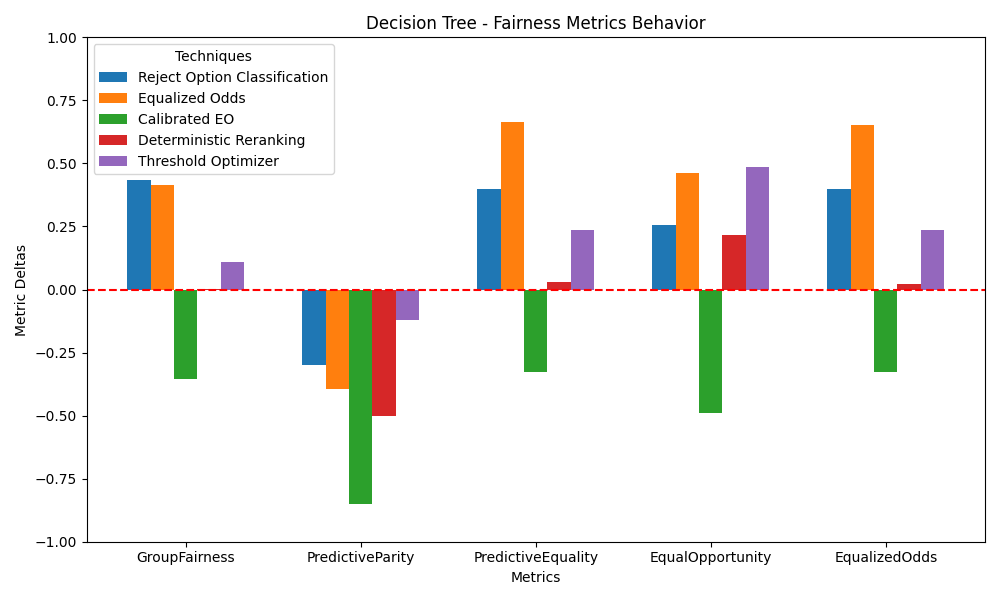 Decision Tree - Fairness Metrics Behavior
Techniques
Reject Option Classification
Equalized Odds
Calibrated EO
Deterministic Reranking
Threshold Optimizer
Metric Deltas
1.00
0.75
0.50
0.25
0.00
−0.25
−0.50
−0.75
−1.00
GroupFairness
PredictiveParity
PredictiveEquality
EqualOpportunity
EqualizedOdds
Metrics